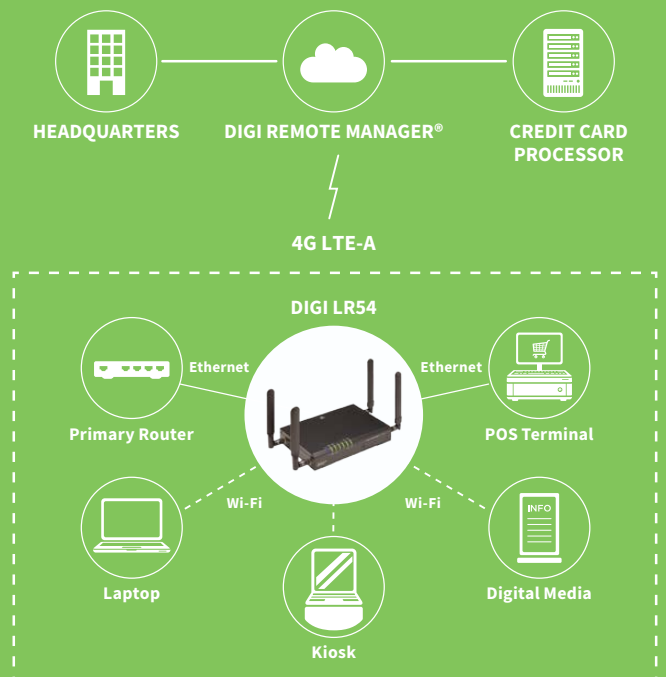 HEADQUARTERS
DIGI REMOTE MANAGER®
CREDIT CARD
PROCESSOR
4G LTE-A
DIGI LR54
Ethernet
Ethernet
Primary Router
POS Terminal
Wi-Fi
Wi-Fi
INFO
Laptop
Digital Media
Kiosk